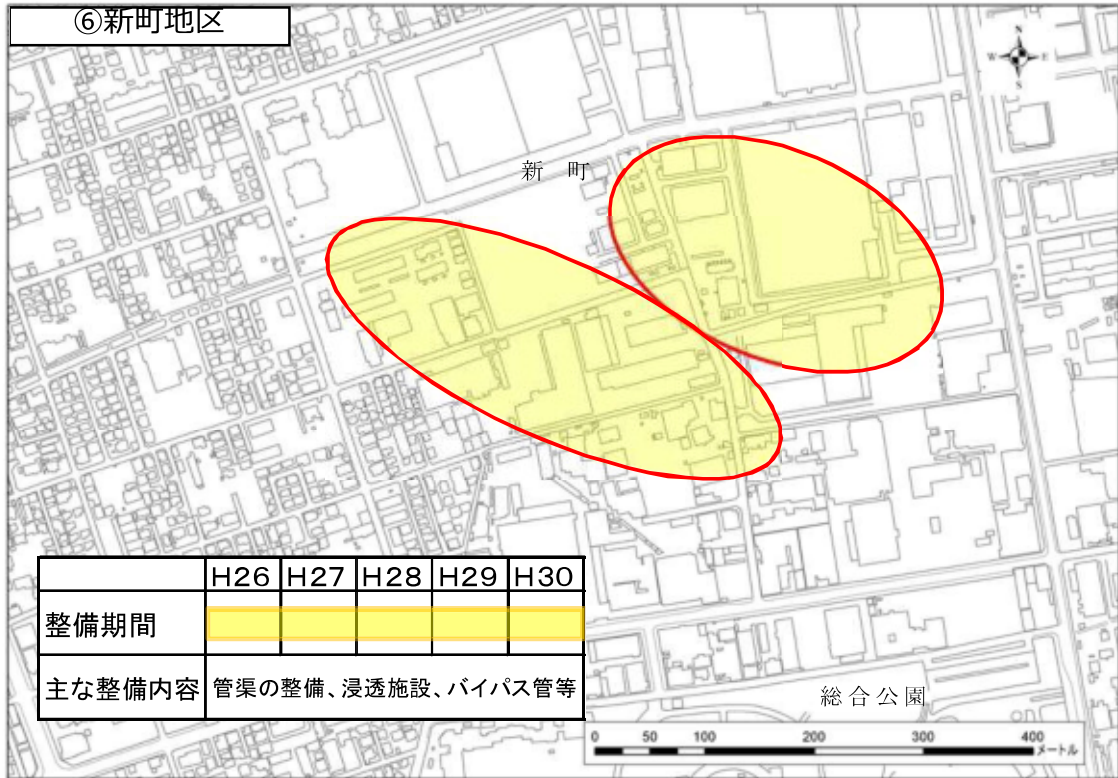 ⑥新町地区
N
W E
S
新 町
H26 H27 H28 H29 H30
整備期間
主な整備内容 管渠の整備、浸透施設、バイパス管等
総合公園
0 50 100 200 300 400
メートル